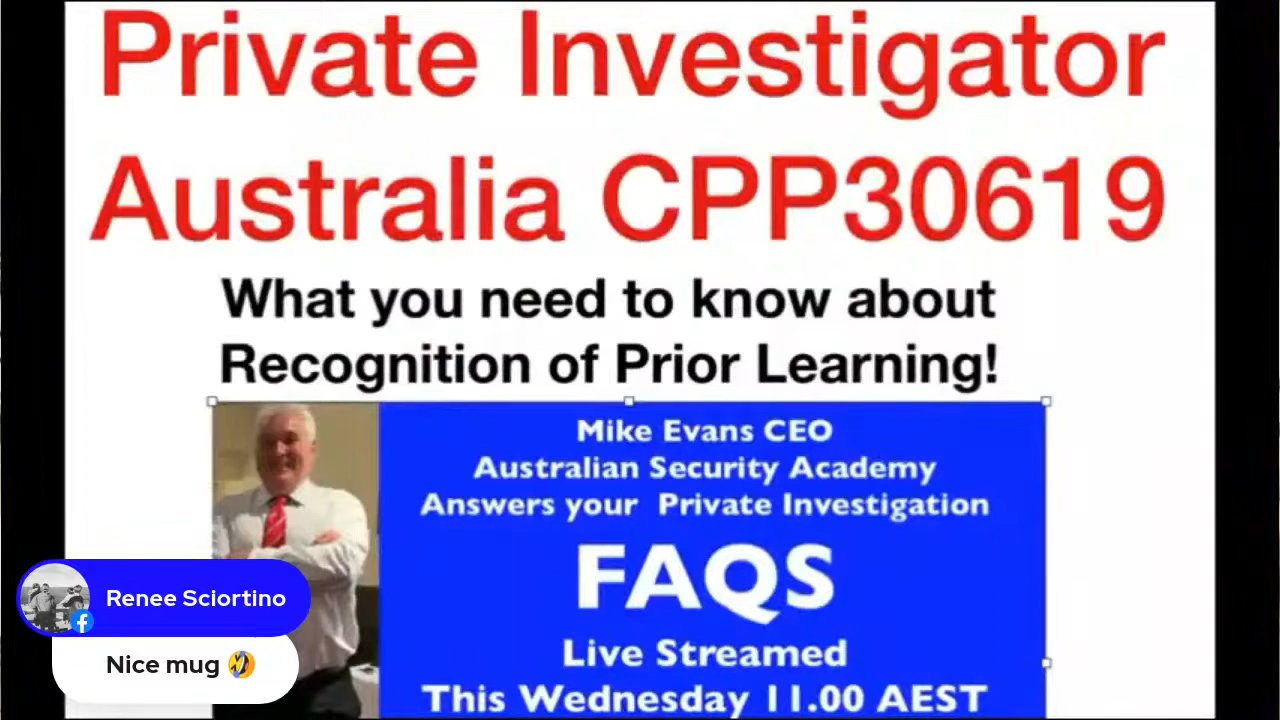 Private Investigator
Australia CPP30619
What you need to know about
Recognition of Prior Learning!
Mike Evans CEO
Australian Security Academy
Answers your Private Investigation
FAQS
Live Streamed
This Wednesday 11.00 AEST
Renee Sciortino
Nice mug 🤣